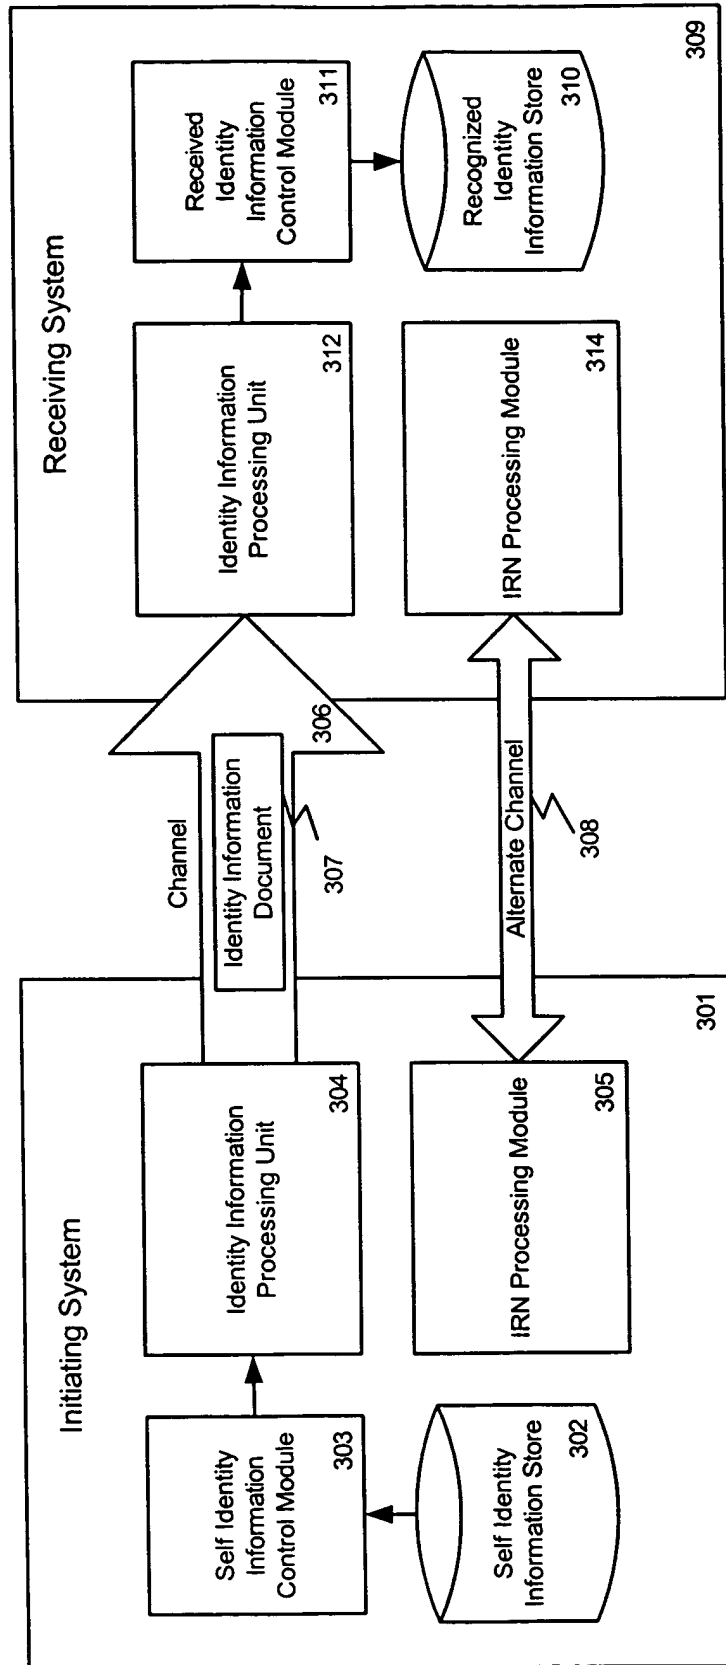 Initiating System
Self Identity
Information
Control Module
303
Self Identity
Information Store
302
Identity Information
Processing Unit
304
IRN Processing Module
305
301
Channel
Identity Information
Document
306
307
Alternate Channel
308
Receiving System
Identity Information
Processing Unit
312
Received
Identity
Information
Control Module
311
IRN Processing Module
314
Recognized
Identity
Information Store
310
309